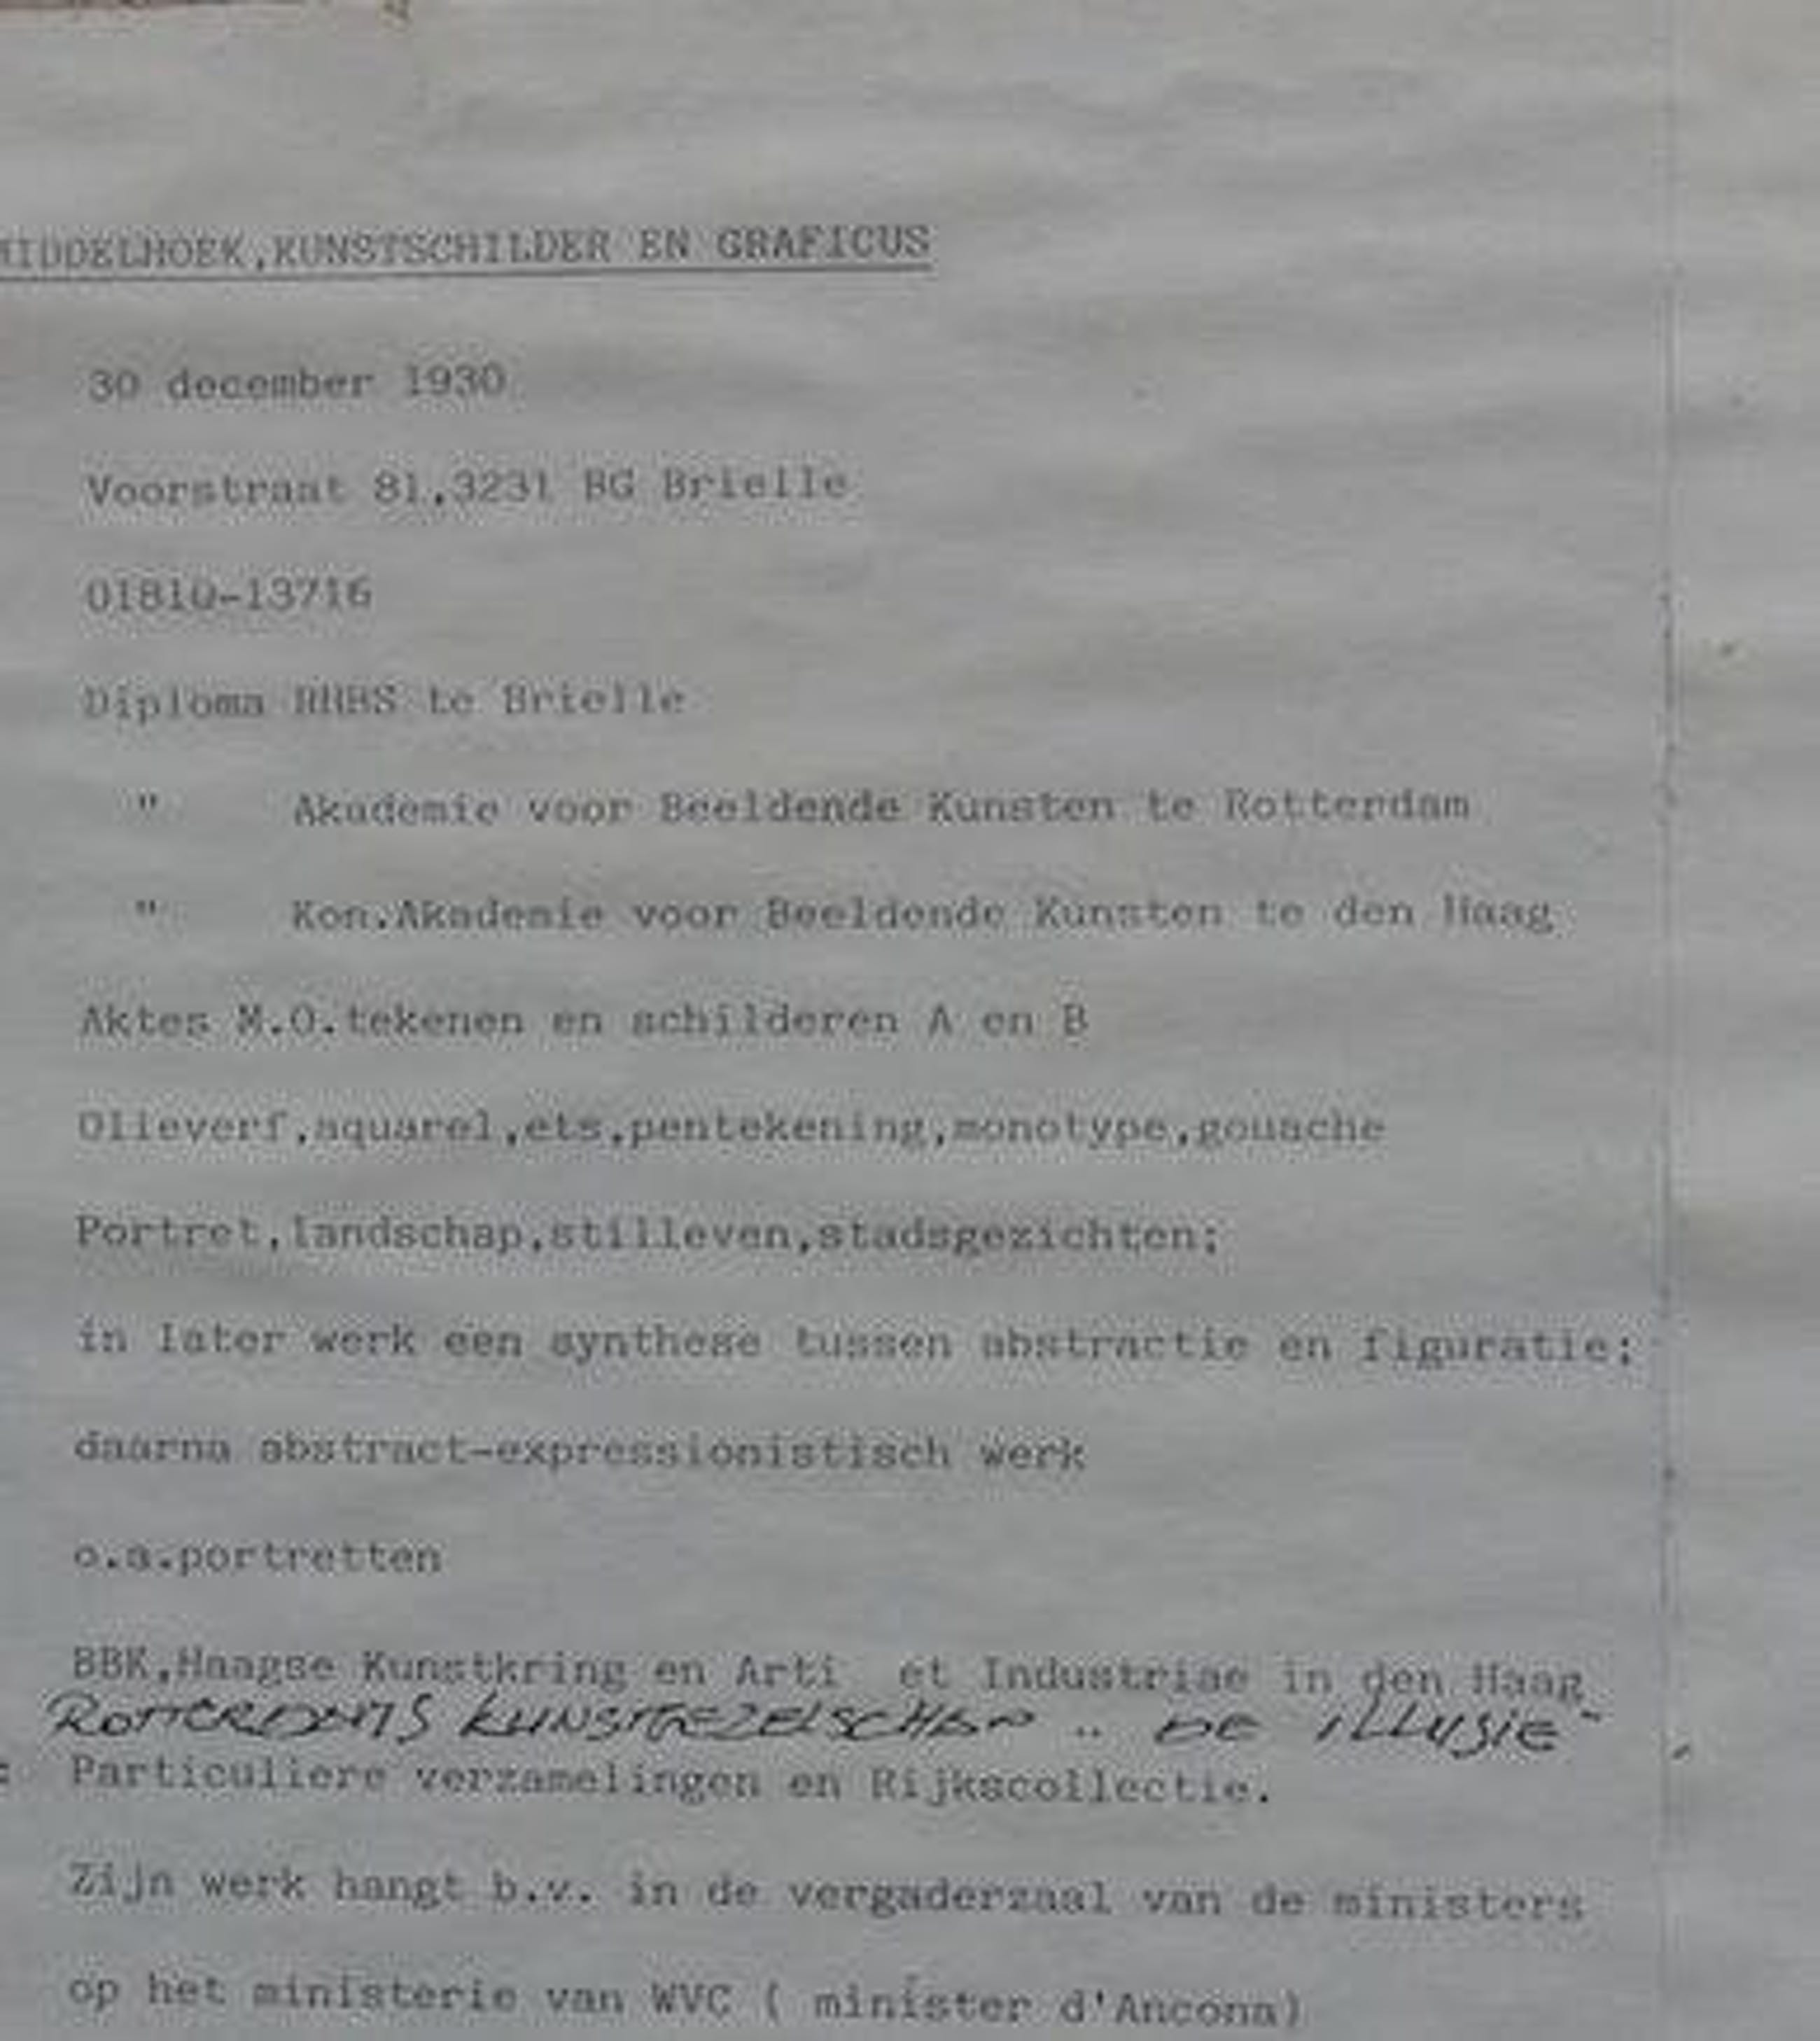 MIDDELHOEK,KUNSTSCHILDER EN GRAFICUS
30 december 1930
Voorstraat 81,3231 BG Brielle
01810-13716
Diploma RHBS te Brielle
" Akademie voor Beeldende Kunsten te Rotterdam
" Kon.Akademie voor Beeldende Kunsten te den Haag
Aktes M.O.tekenen en schilderen A en B
Olieverf,aquarel,ets,pentekening,monotype,gouache
Portret,landschap,stilleven,stadsgezichten;
in later werk een synthese tussen abstractie en figuratie;
daarna abstract-expressionistisch werk
o.a.portretten
BBK,Haagse Kunstkring en Arti et Industriae in den Haag
ROTTERDAMS KUNSTGEZELSCHAP " DE ILLUSIE "
: Particuliere verzamelingen en Rijkscollectie.
Zijn werk hangt b.v. in de vergaderzaal van de ministers
op het ministerie van WVC ( minister d'Ancona)